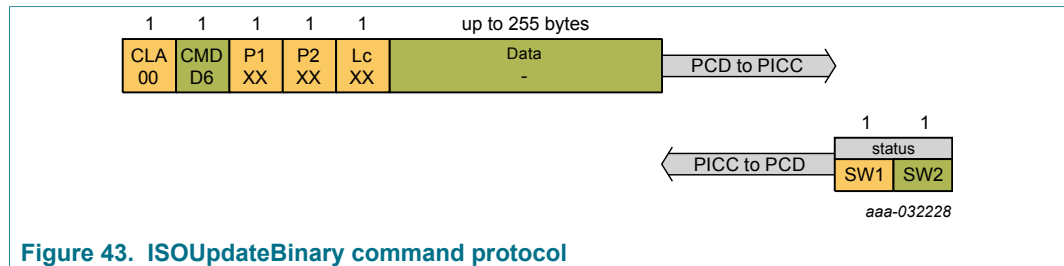 1 1 1 1 1 up to 255 bytes
CLA CMD P1 P2 Lc Data
00 D6 XX XX XX -
PCD to PICC
1 1
status
PICC to PCD
SW1 SW2
aaa-032228
Figure 43. ISOUpdateBinary command protocol